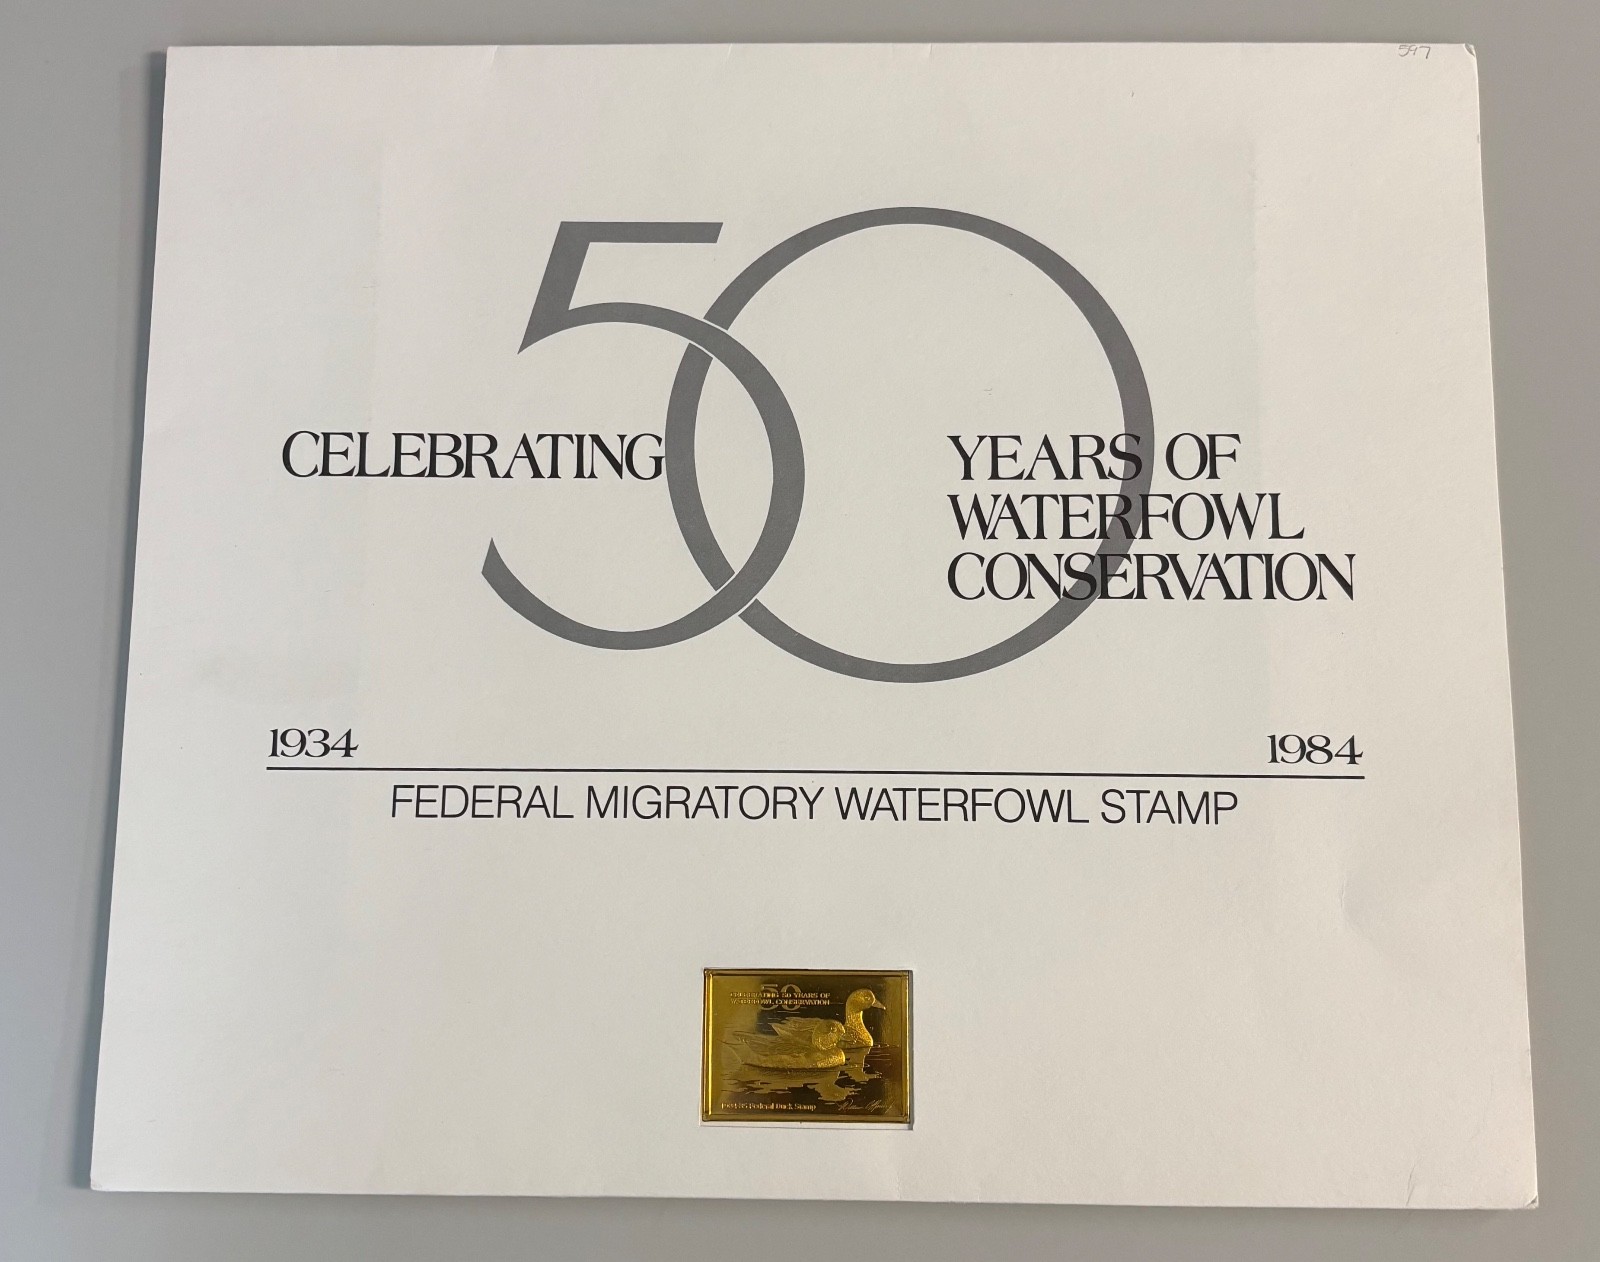 597
CELEBRATING 50 YEARS OF
WATERFOWL
CONSERVATION
1934 1984
FEDERAL MIGRATORY WATERFOWL STAMP
CELEBRATING 50 YEARS OF
WATERFOWL CONSERVATION
50
1984-85 Federal Duck Stamp